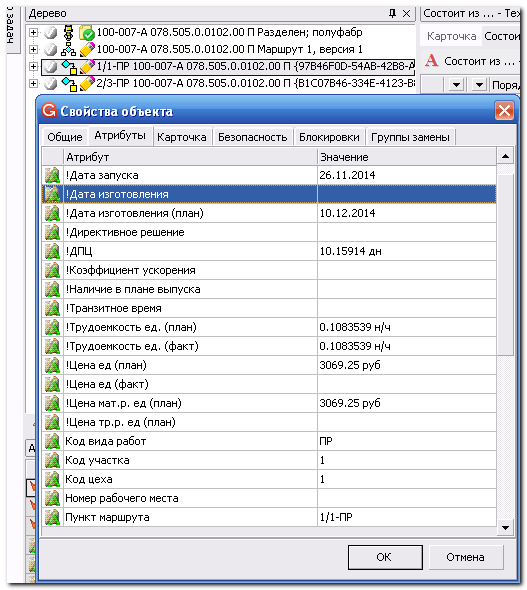 о задач
Дерево
100-007-А 078.505.0.0102.00 П Разделен; полуфабр
100-007-А 078.505.0.0102.00 П Маршрут 1, версия 1
1/1-ПР 100-007-А 078.505.0.0102.00 П {97B46F0D-54AB-42B8-A
2/3-ПР 100-007-А 078.505.0.0102.00 П {B1C07B46-334E-4123-B8
Состоит из ... - Тех
Карточка Состои
А Состоит из ...
Поряд
Свойства объекта
Общие Атрибуты Карточка Безопасность Блокировки Группы замены
Атрибут Значение
!Дата запуска 26.11.2014
!Дата изготовления
!Дата изготовления (план) 10.12.2014
!Директивное решение
!ДПЦ 10.15914 дн
!Коэффициент ускорения
!Наличие в плане выпуска
!Транзитное время
!Трудоемкость ед. (план) 0.1083539 н/ч
!Трудоемкость ед. (факт) 0.1083539 н/ч
!Цена ед (план) 3069.25 руб
!Цена ед (факт)
!Цена мат.р. ед (план) 3069.25 руб
!Цена тр.р. ед (план)
Код вида работ ПР
Код участка 1
Код цеха 1
Номер рабочего места
Пункт маршрута 1/1-ПР
ОК Отмена